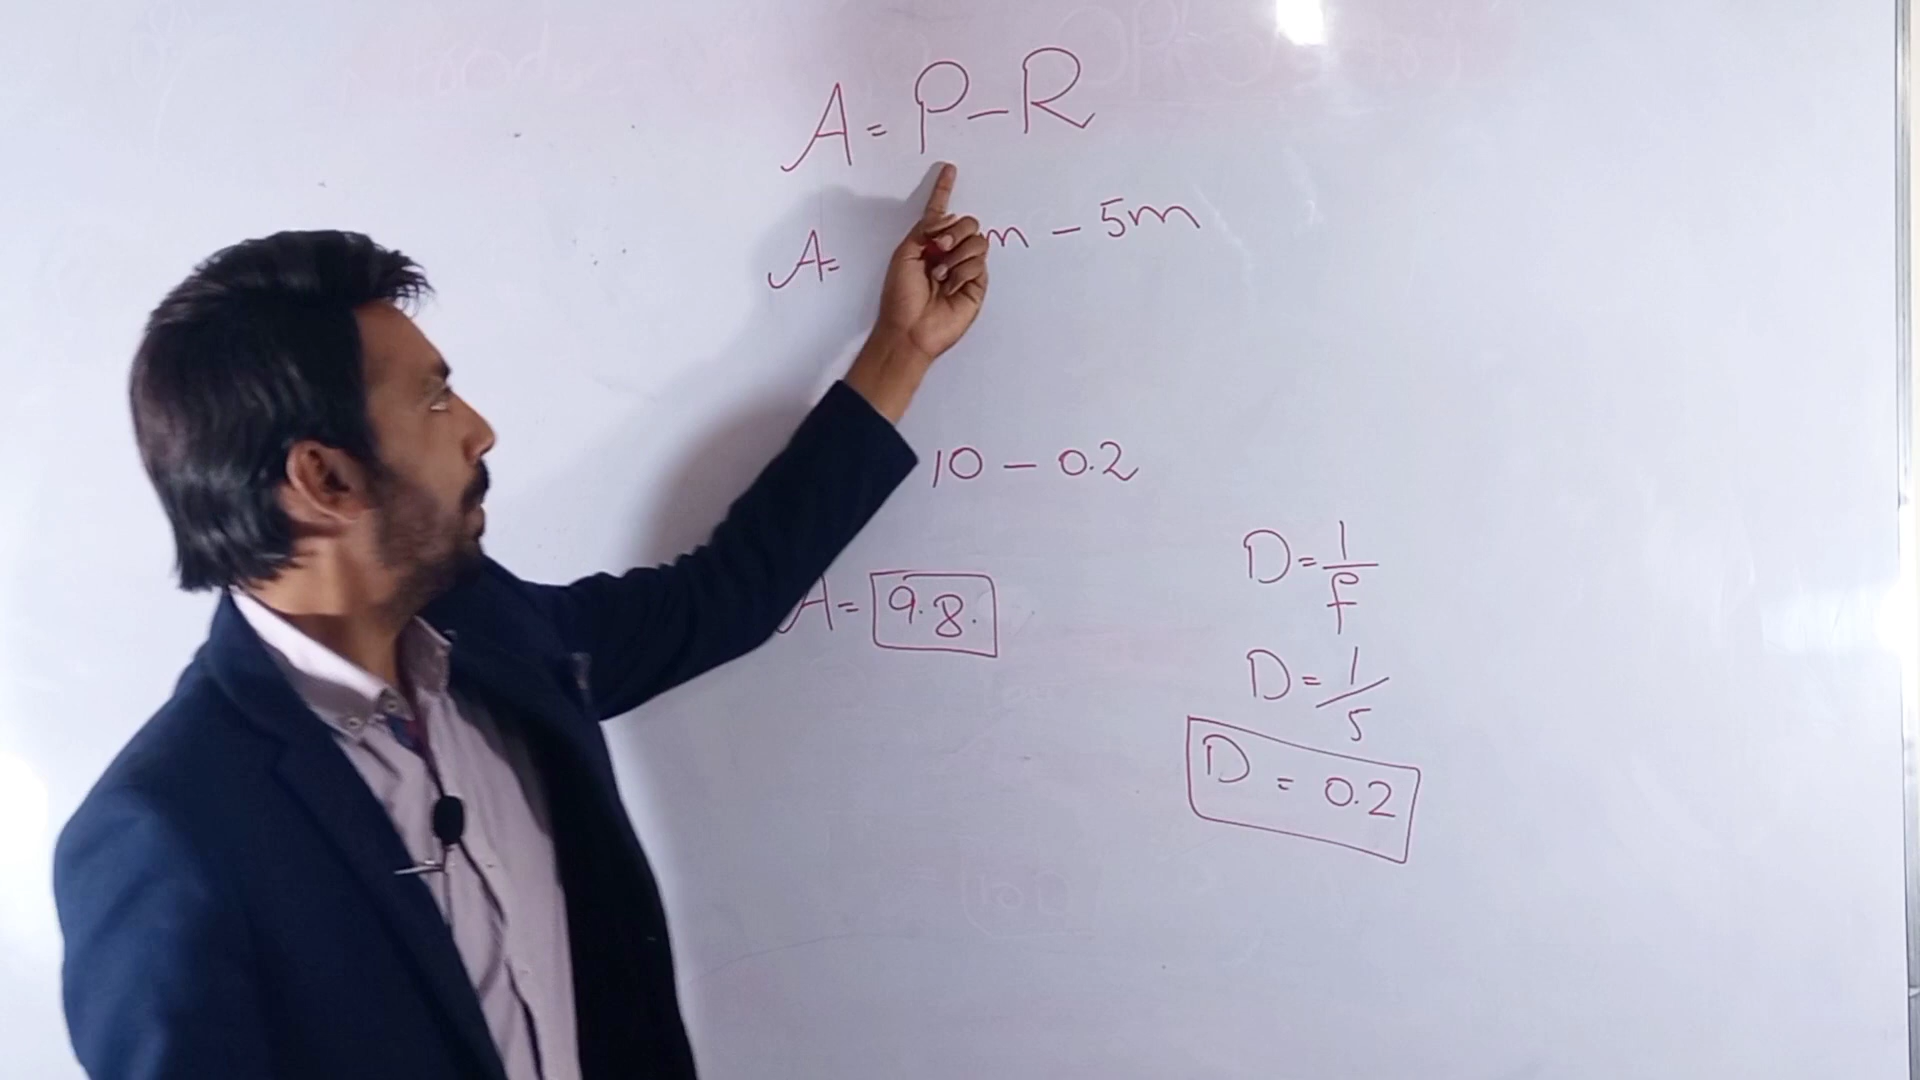 A = P - R
A = m - 5m
10 - 0.2
A = 9.8.
D = 1/f
D = 1/5
D = 0.2